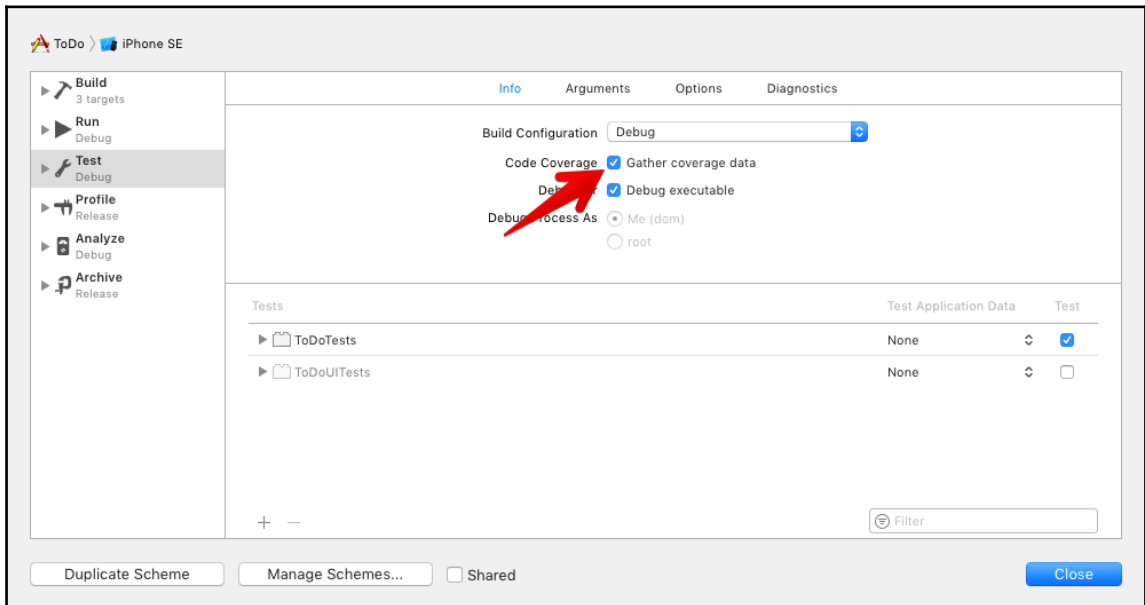 ToDo 〉 iPhone SE
Build
3 targets
Run
Debug
Test
Debug
Profile
Release
Analyze
Debug
Archive
Release
Info Arguments Options Diagnostics
Build Configuration Debug
Code Coverage Gather coverage data
Debug executable
Me (dom)
root
Tests Test Application Data Test
ToDoTests None
ToDoUITests None
+ −
Filter
Duplicate Scheme Manage Schemes... Shared Close